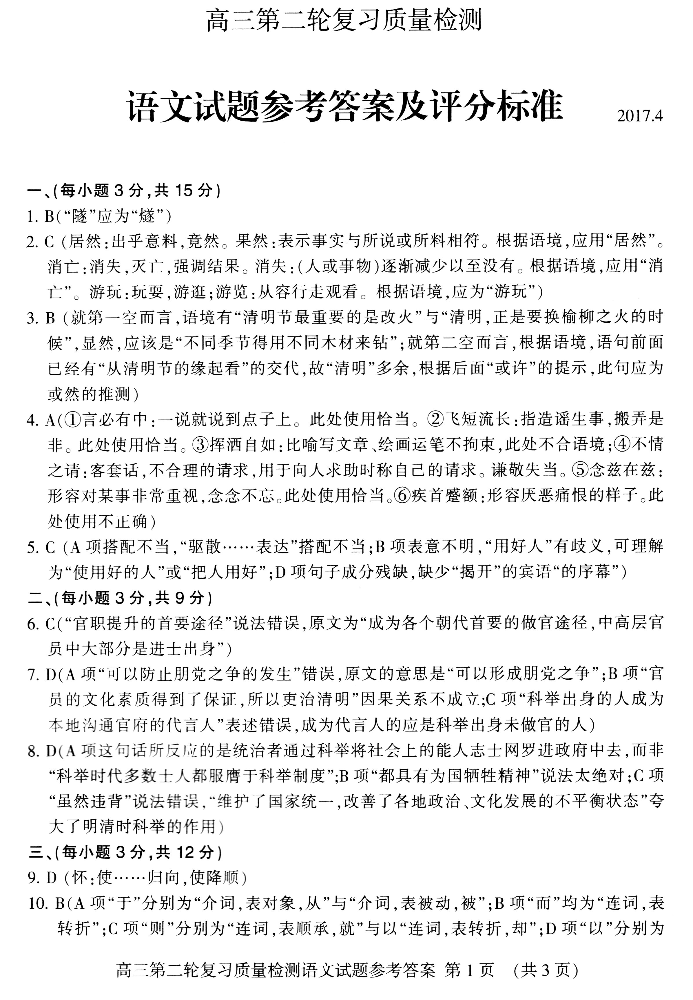 高三第二轮复习质量检测
语文试题参考答案及评分标准 2017.4
一、(每小题 3 分,共 15 分)
1. B(“隧”应为“燧”)
2. C (居然:出乎意料,竟然。果然:表示事实与所说或所料相符。根据语境,应用“居然”。
消亡:消失,灭亡,强调结果。消失:(人或事物)逐渐减少以至没有。根据语境,应用“消
亡”。游玩:玩耍,游逛;游览:从容行走观看。根据语境,应为“游玩”)
3. B (就第一空而言,语境有“清明节最重要的是改火”与“清明,正是要换榆柳之火的时
候”,显然,应该是“不同季节得用不同木材来钻”;就第二空而言,根据语境,语句前面
已经有“从清明节的缘起看”的交代,故“清明”多余,根据后面“或许”的提示,此句应为
或然的推测)
4. A(①言必有中:一说就说到点子上。此处使用恰当。②飞短流长:指造谣生事,搬弄是
非。此处使用恰当。③挥洒自如:比喻写文章、绘画运笔不拘束,此处不合语境;④不情
之请:客套话,不合理的请求,用于向人求助时称自己的请求。谦敬失当。⑤念兹在兹:
形容对某事非常重视,念念不忘。此处使用恰当。⑥疾首蹙额:形容厌恶痛恨的样子。此
处使用不正确)
5. C (A 项搭配不当,“驱散……表达”搭配不当;B 项表意不明,“用好人”有歧义,可理解
为“使用好的人”或“把人用好”;D 项句子成分残缺,缺少“揭开”的宾语“的序幕”)
二、(每小题 3 分,共 9 分)
6. C(“官职提升的首要途径”说法错误,原文为“成为各个朝代首要的做官途径,中高层官
员中大部分是进士出身”)
7. D(A 项“可以防止朋党之争的发生”错误,原文的意思是“可以形成朋党之争”;B 项“官
员的文化素质得到了保证,所以吏治清明”因果关系不成立;C 项“科举出身的人成为
本地沟通官府的代言人”表述错误,成为代言人的应是科举出身未做官的人)
8. D(A 项这句话所反应的是统治者通过科举将社会上的能人志士网罗进政府中去,而非
“科举时代多数士人都服膺于科举制度”;B 项“都具有为国牺牲精神”说法太绝对;C 项
“虽然违背”说法错误,“维护了国家统一,改善了各地政治、文化发展的不平衡状态”夸
大了明清时科举的作用)
三、(每小题 3 分,共 12 分)
9. D (怀:使……归向,使降顺)
10. B(A 项“于”分别为“介词,表对象,从”与“介词,表被动,被”;B 项“而”均为“连词,表
转折”;C 项“则”分别为“连词,表顺承,就”与以“连词,表转折,却”;D 项“以”分别为
高三第二轮复习质量检测语文试题参考答案 第 1 页 (共 3 页)